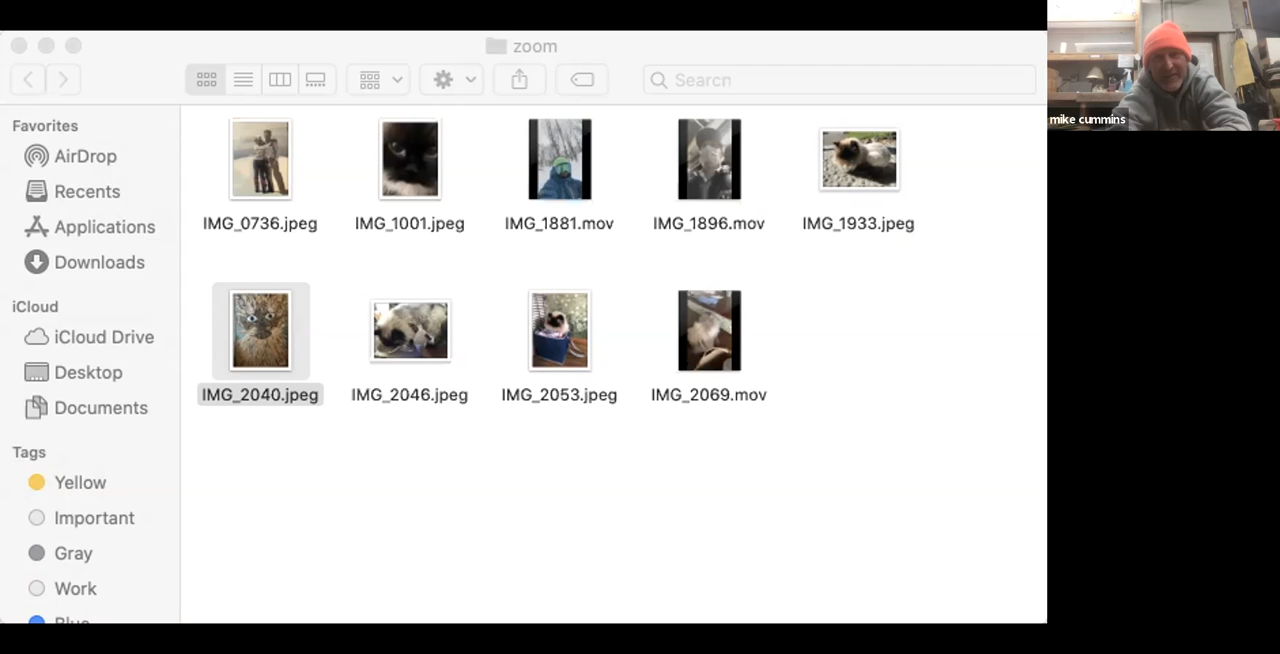 zoom
Search
Favorites
AirDrop
Recents
Applications
Downloads
iCloud
iCloud Drive
Desktop
Documents
Tags
Yellow
Important
Gray
Work
Blue
IMG_0736.jpeg
IMG_1001.jpeg
IMG_1881.mov
IMG_1896.mov
IMG_1933.jpeg
IMG_2040.jpeg
IMG_2046.jpeg
IMG_2053.jpeg
IMG_2069.mov
mike cummins